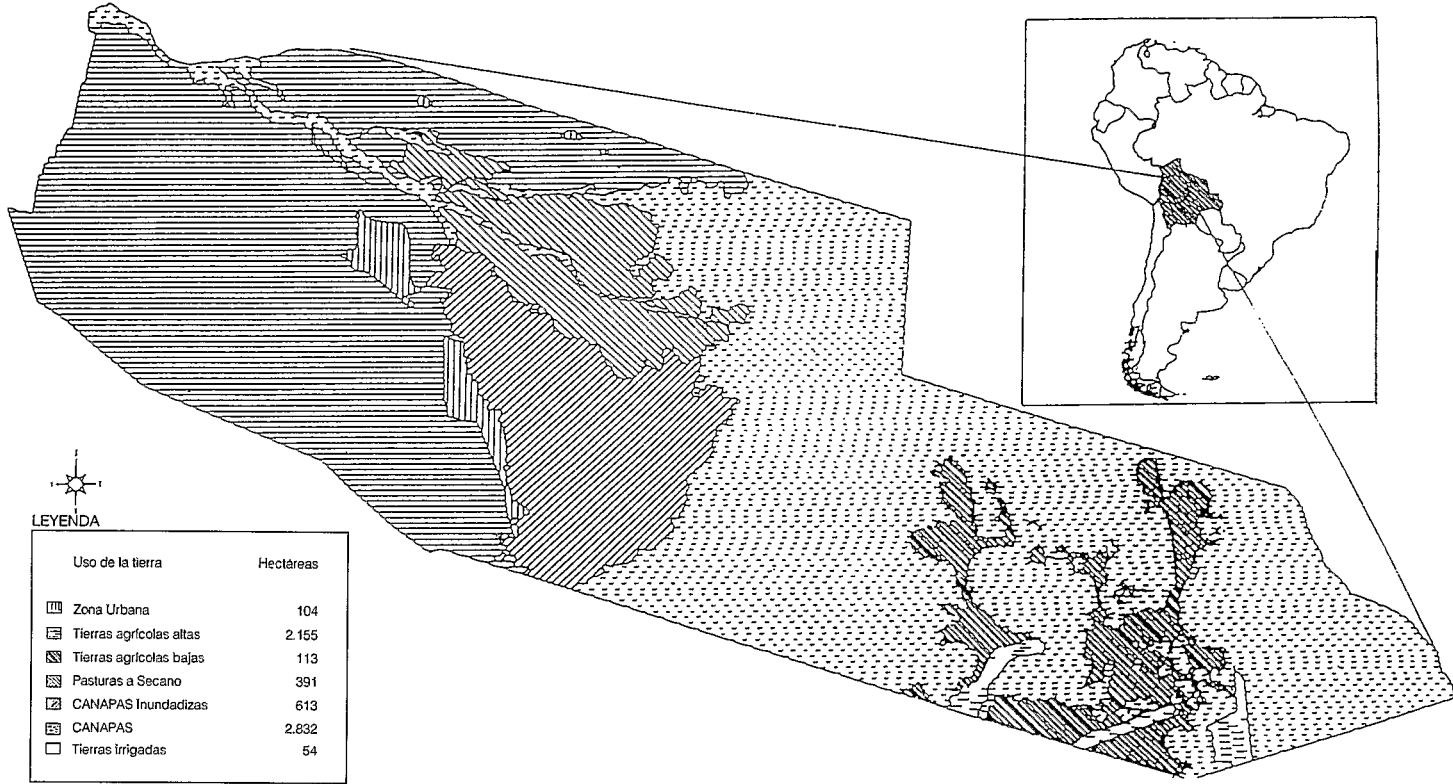 LEYENDA
Uso de la tierra Hectáreas
Zona Urbana 104
Tierras agrícolas altas 2.155
Tierras agrícolas bajas 113
Pasturas a Secano 391
CANAPAS Inundadizas 613
CANAPAS 2.832
Tierras irrigadas 54